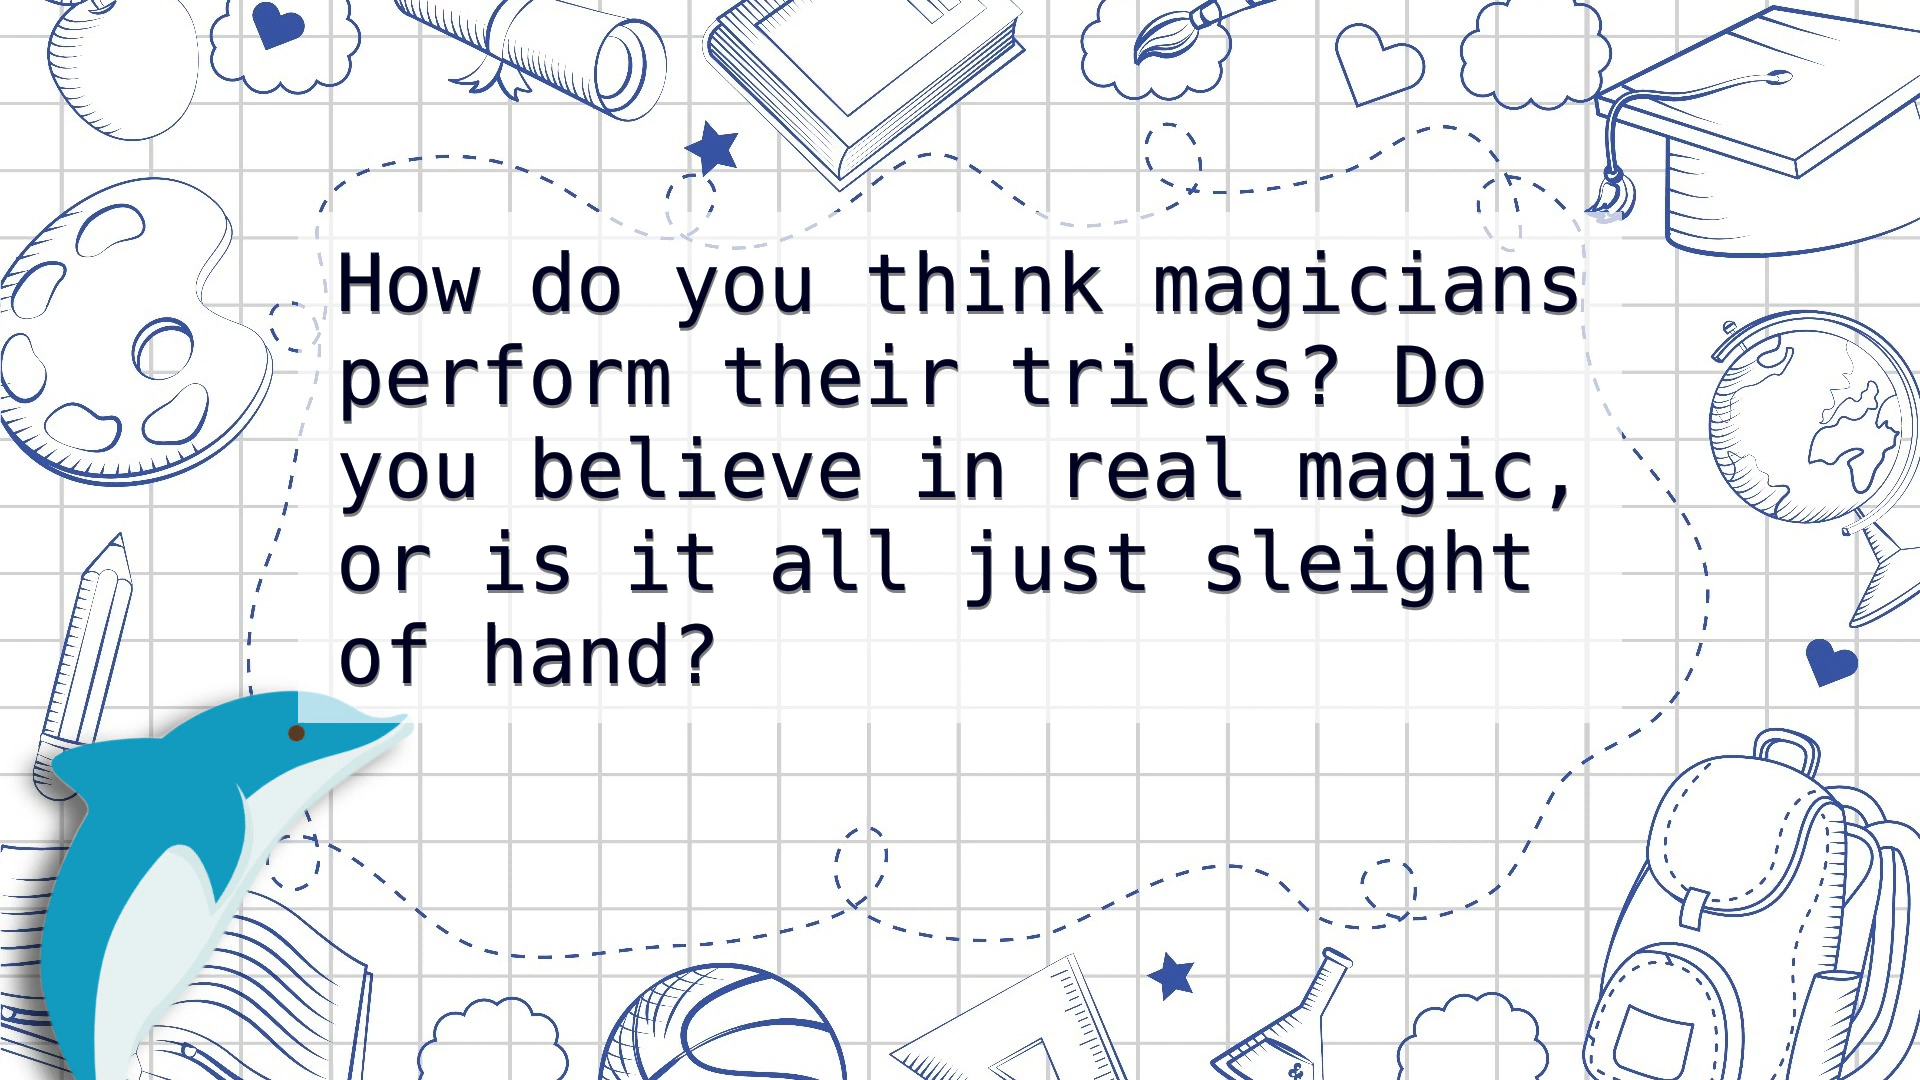 How do you think magicians
perform their tricks? Do
you believe in real magic,
or is it all just sleight
of hand?